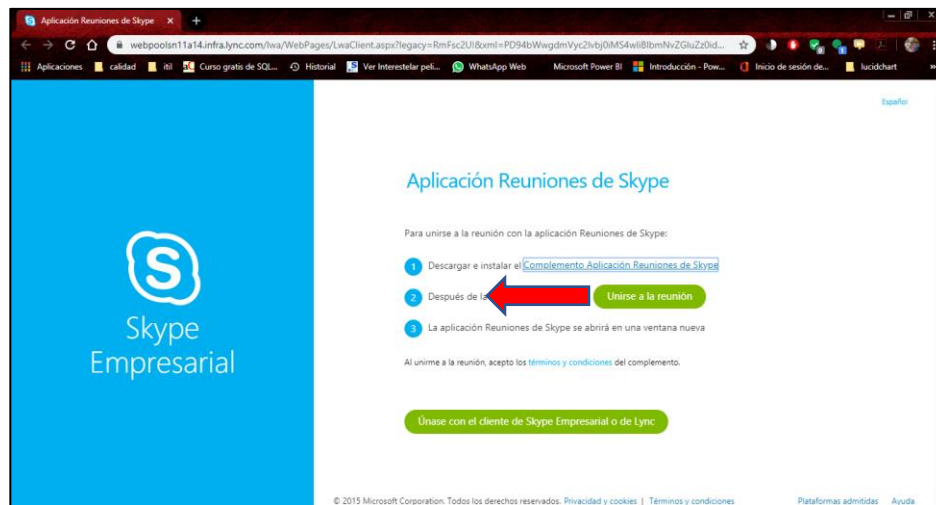 Aplicación Reuniones de Skype
webpoolsn11a14.infra.lync.com/lwa/WebPages/LwaClient.aspx?legacy=RmFsc2U!&xml=PD94bWwgdmVyc2lvbj0iMS4wIiBlbmNvZGluZz0id...
Aplicaciones calidad itil Curso gratis de SQL... Historial Ver Interestelar peli... WhatsApp Web Microsoft Power BI Introducción - Pow... Inicio de sesión de... lucidchart
Español
Aplicación Reuniones de Skype
Para unirse a la reunión con la aplicación Reuniones de Skype:
1 Descargar e instalar el Complemento Aplicación Reuniones de Skype
2 Después de la Unirse a la reunión
3 La aplicación Reuniones de Skype se abrirá en una ventana nueva
Al unirme a la reunión, acepto los términos y condiciones del complemento.
Únase con el cliente de Skype Empresarial o de Lync
Skype
Empresarial
© 2015 Microsoft Corporation. Todos los derechos reservados. Privacidad y cookies | Términos y condiciones Plataformas admitidas Ayuda